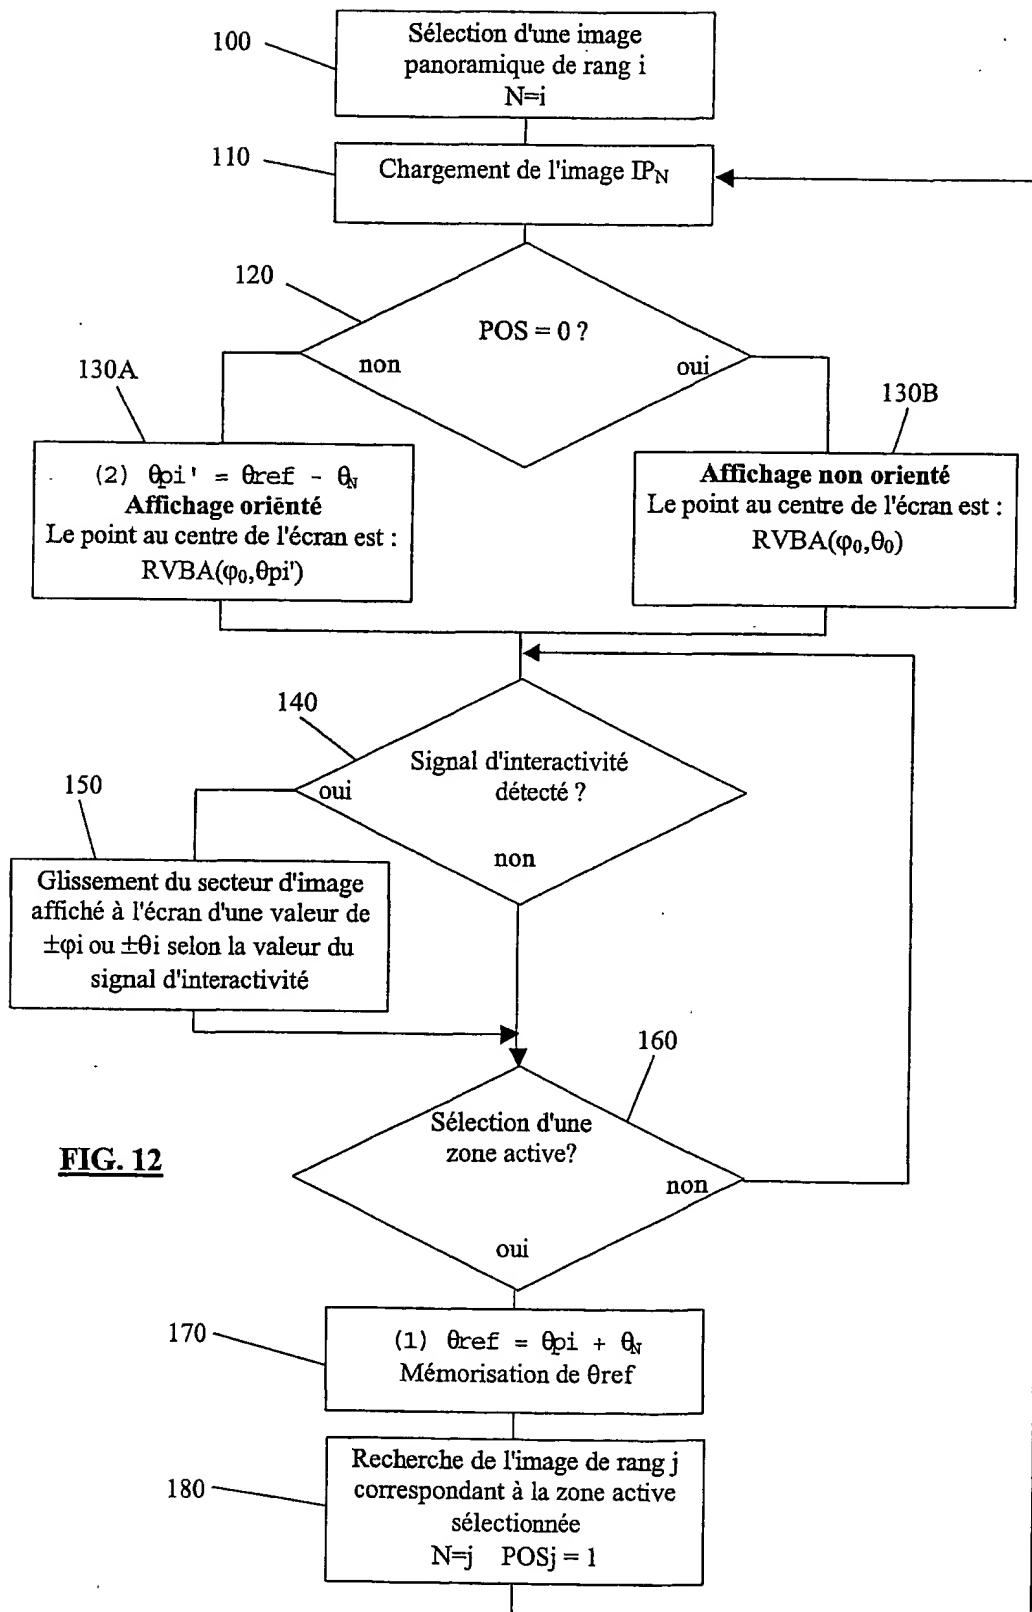 100
Sélection d'une image
panoramique de rang i
N=i
110
Chargement de l'image IP_N
120
POS = 0 ?
non
oui
130A
130B
(2) θpi' = θref - θ_N
Affichage orienté
Le point au centre de l'écran est :
RVBA(φ₀,θpi')
Affichage non orienté
Le point au centre de l'écran est :
RVBA(φ₀,θ₀)
140
Signal d'interactivité
détecté ?
oui
non
150
Glissement du secteur d'image
affiché à l'écran d'une valeur de
±φi ou ±θi selon la valeur du
signal d'interactivité
160
Sélection d'une
zone active?
non
oui
FIG. 12
170
(1) θref = θpi + θ_N
Mémorisation de θref
180
Recherche de l'image de rang j
correspondant à la zone active
sélectionnée
N=j POSj = 1